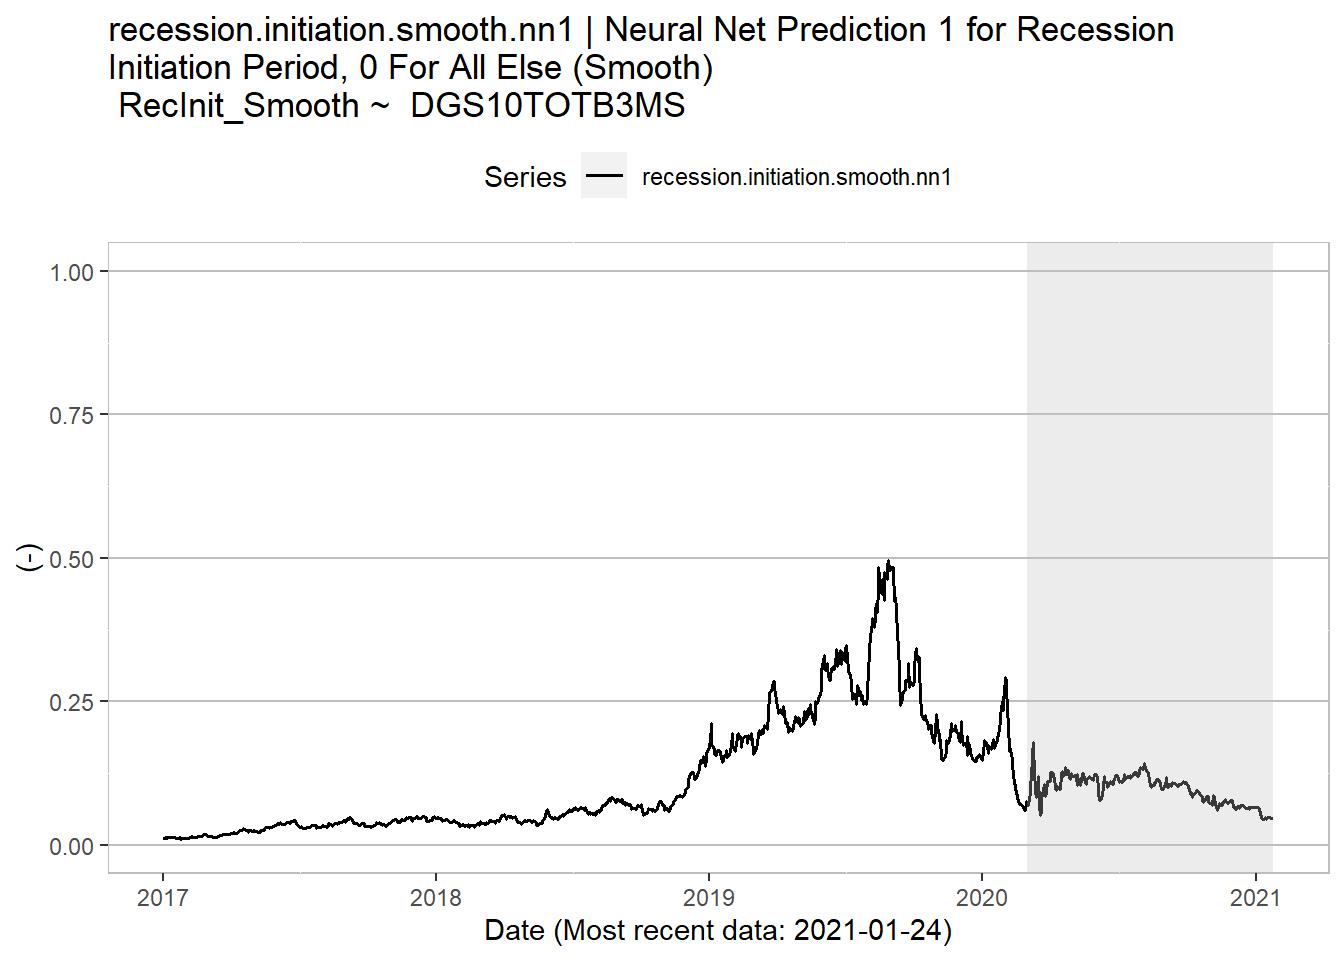 recession.initiation.smooth.nn1 | Neural Net Prediction 1 for Recession
Initiation Period, 0 For All Else (Smooth)
RecInit_Smooth ~  DGS10TOTB3MS
Series
recession.initiation.smooth.nn1
1.00
0.75
0.50
0.25
0.00
(-)
2017
2018
2019
2020
2021
Date (Most recent data: 2021-01-24)